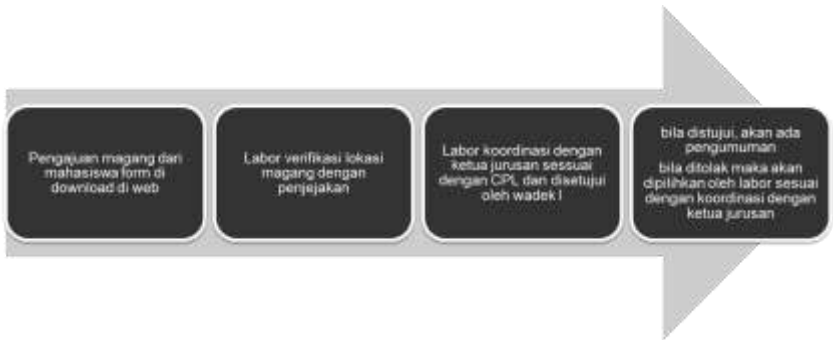 Pengajuan magang dari
mahasiswa form di
download di web
Labor verifikasi lokasi
magang dengan
penjejakan
Labor koordinasi dengan
ketua jurusan sessuai
dengan CPL dan disetujui
oleh wadek I
bila distujui, akan ada
pengumuman
bila ditolak maka akan
dipilihkan oleh labor sesuai
dengan koordinasi dengan
ketua jurusan